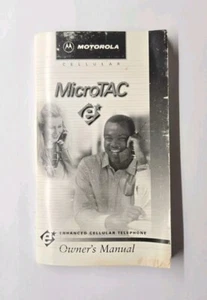 MOTOROLA
CELLULAR
MicroTAC
e
e ENHANCED CELLULAR TELEPHONE
Owner's Manual